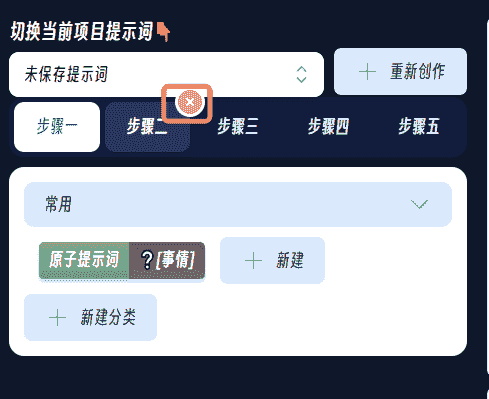 切换当前项目提示词👇
未保存提示词
重新创作
步骤一 步骤二 步骤三 步骤四 步骤五
常用
原子提示词 ?[事情] 新建
新建分类